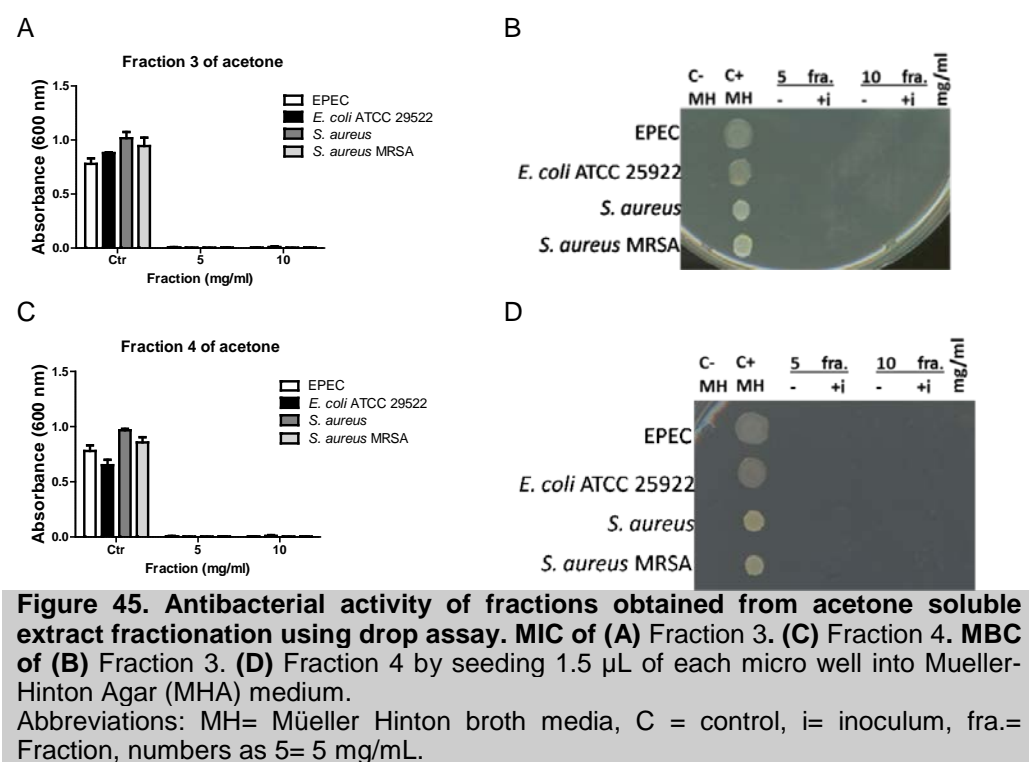 A
Fraction 3 of acetone
1.5
1.0
0.5
0.0
Absorbance (600 nm)
Ctr 5 10
Fraction (mg/ml)
EPEC
E. coli ATCC 29522
S. aureus
S. aureus MRSA
B
C- C+ 5 fra. 10 fra. mg/ml
MH MH - +i - +i
EPEC
E. coli ATCC 25922
S. aureus
S. aureus MRSA
C
Fraction 4 of acetone
1.5
1.0
0.5
0.0
Absorbance (600 nm)
Ctr 5 10
Fraction (mg/ml)
EPEC
E. coli ATCC 29522
S. aureus
S. aureus MRSA
D
C- C+ 5 fra. 10 fra. mg/ml
MH MH - +i - +i
EPEC
E. coli ATCC 25922
S. aureus
S. aureus MRSA
Figure 45. Antibacterial activity of fractions obtained from acetone soluble
extract fractionation using drop assay. MIC of (A) Fraction 3. (C) Fraction 4. MBC
of (B) Fraction 3. (D) Fraction 4 by seeding 1.5 µL of each micro well into Mueller-
Hinton Agar (MHA) medium.
Abbreviations: MH= Müeller Hinton broth media, C = control, i= inoculum, fra.=
Fraction, numbers as 5= 5 mg/mL.